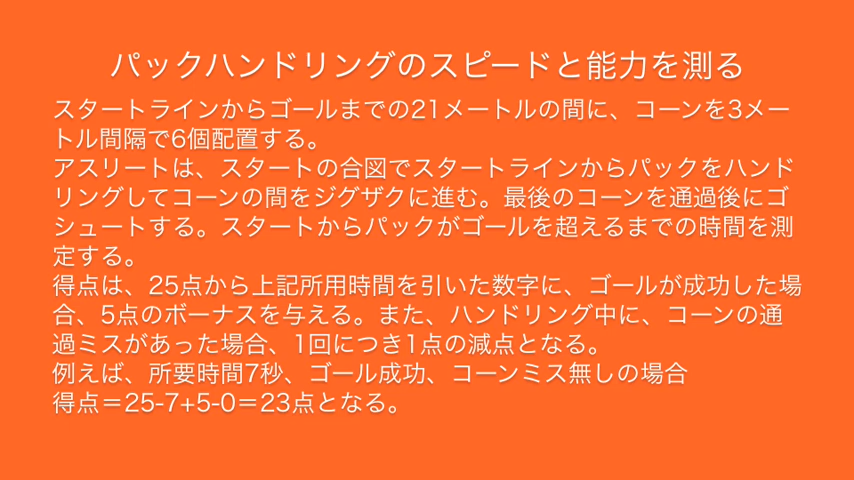 パックハンドリングのスピードと能力を測る
スタートラインからゴールまでの21メートルの間に、コーンを3メー
トル間隔で6個配置する。
アスリートは、スタートの合図でスタートラインからパックをハンド
リングしてコーンの間をジグザクに進む。最後のコーンを通過後にゴ
シュートする。スタートからパックがゴールを超えるまでの時間を測
定する。
得点は、25点から上記所用時間を引いた数字に、ゴールが成功した場
合、5点のボーナスを与える。また、ハンドリング中に、コーンの通
過ミスがあった場合、1回につき1点の減点となる。
例えば、所要時間7秒、ゴール成功、コーンミス無しの場合
得点＝25-7+5-0＝23点となる。